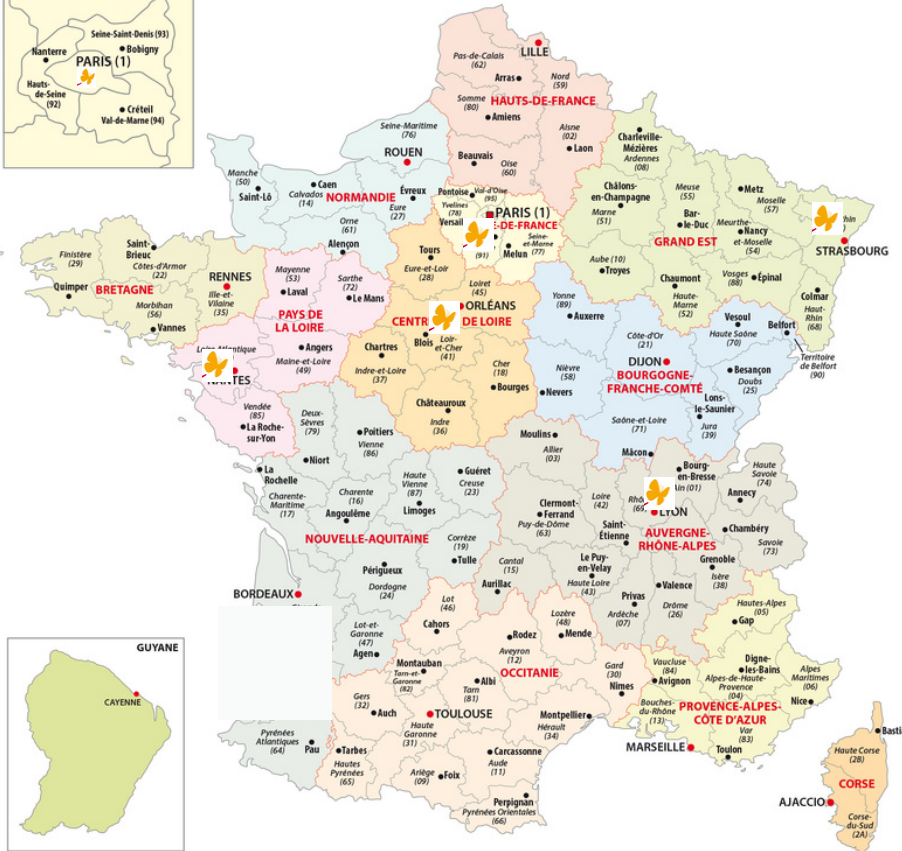 Seine-Saint-Denis (93)
Nanterre
Bobigny
PARIS (1)
Hauts-
de-Seine
(92)
Créteil
Val-de-Marne (94)
LILLE
Pas-de-Calais
(62)
Nord
(59)
Arras
Somme
(80)
HAUTS-DE-FRANCE
Amiens
Aisne
(02)
Laon
Beauvais
Oise
(60)
Seine-Maritime
(76)
ROUEN
Manche
(50)
Saint-Lô
Caen
Calvados
(14)
NORMANDIE
Évreux
Eure
(27)
Orne
(61)
Alençon
Pontoise
Val-d'Oise
(95)
Yvelines
(78)
Versail
PARIS (1)
E-DE-FRANCE
(91)
Melun
Seine-
et-Marne
(77)
Charleville-
Mézières
Ardennes
(08)
Châlons-
en-Champagne
Marne
(51)
Meuse
(55)
Metz
Moselle
(57)
Bar-
le-Duc
Meurthe-
et-Moselle
(54)
Nancy
GRAND EST
hin
STRASBOURG
Aube (10)
Troyes
Chaumont
Haute-
Marne
(52)
Vosges
(88)
Épinal
Colmar
Haut-
Rhin
(68)
Finistère
(29)
Quimper
Saint-
Brieuc
Côtes-d'Armor
(22)
BRETAGNE
RENNES
Ille-et-
Vilaine
(35)
Morbihan
(56)
Vannes
Mayenne
(53)
Laval
Sarthe
(72)
Le Mans
PAYS DE
LA LOIRE
Angers
Maine-et-Loire
(49)
Loire Atlantique
NANTES
Vendée
(85)
La Roche-
sur-Yon
Tours
Eure-et-Loir
(28)
Loiret
(45)
ORLÉANS
CENTR
DE LOIRE
Blois
Loir-
et-Cher
(41)
Chartres
Indre-et-Loire
(37)
Cher
(18)
Bourges
Châteauroux
Indre
(36)
Yonne
(89)
Auxerre
Côte-d'Or
(21)
DIJON
BOURGOGNE-
FRANCHE-COMTÉ
Nièvre
(58)
Nevers
Saône-et-Loire
(71)
Mâcon
Vesoul
Haute Saône
(70)
Belfort
Territoire
de Belfort
(90)
Besançon
Doubs
(25)
Lons-
le-Saunier
Jura
(39)
Deux-
Sèvres
(79)
Poitiers
Vienne
(86)
Niort
La
Rochelle
Charente-
Maritime
(17)
Charente
(16)
Angoulême
Haute
Vienne
(87)
Limoges
Guéret
Creuse
(23)
NOUVELLE-AQUITAINE
Corrèze
(19)
Tulle
Périgueux
Dordogne
(24)
BORDEAUX
Lot-et-
Garonne
(47)
Agen
Pyrénées
Atlantiques
(64)
Pau
Moulins
Allier
(03)
Clermont-
Ferrand
Puy-de-Dôme
(63)
Loire
(42)
Saint-
Étienne
Rhô
(69)
LYON
Bourg-
en-Bresse
Ain (01)
Haute
Savoie
(74)
Annecy
AUVERGNE-
RHÔNE-ALPES
Chambéry
Savoie
(73)
Grenoble
Isère
(38)
Cantal
(15)
Aurillac
Le Puy-
en-Velay
Haute Loire
(43)
Valence
Privas
Ardèche
(07)
Drôme
(26)
Lot
(46)
Cahors
Lozère
(48)
Mende
Rodez
Aveyron
(12)
Montauban
Tarn-et-
Garonne
(82)
Albi
Tarn
(81)
OCCITANIE
Gard
(30)
Nîmes
Gers
(32)
Auch
TOULOUSE
Haute
Garonne
(31)
Montpellier
Hérault
(34)
Tarbes
Hautes
Pyrénées
(65)
Ariège
(09)
Foix
Carcassonne
Aude
(11)
Perpignan
Pyrénées Orientales
(66)
Hautes-Alpes
(05)
Gap
Vaucluse
(84)
Avignon
Digne-
les-Bains
Alpes-de-Haute-
Provence
(04)
Alpes
Maritimes
(06)
Nice
Bouches-
du-Rhône
(13)
PROVENCE-ALPES-
CÔTE D'AZUR
Var
(83)
MARSEILLE
Toulon
Basti
Haute Corse
(2B)
CORSE
AJACCIO
Corse-
du-Sud
(2A)
GUYANE
CAYENNE